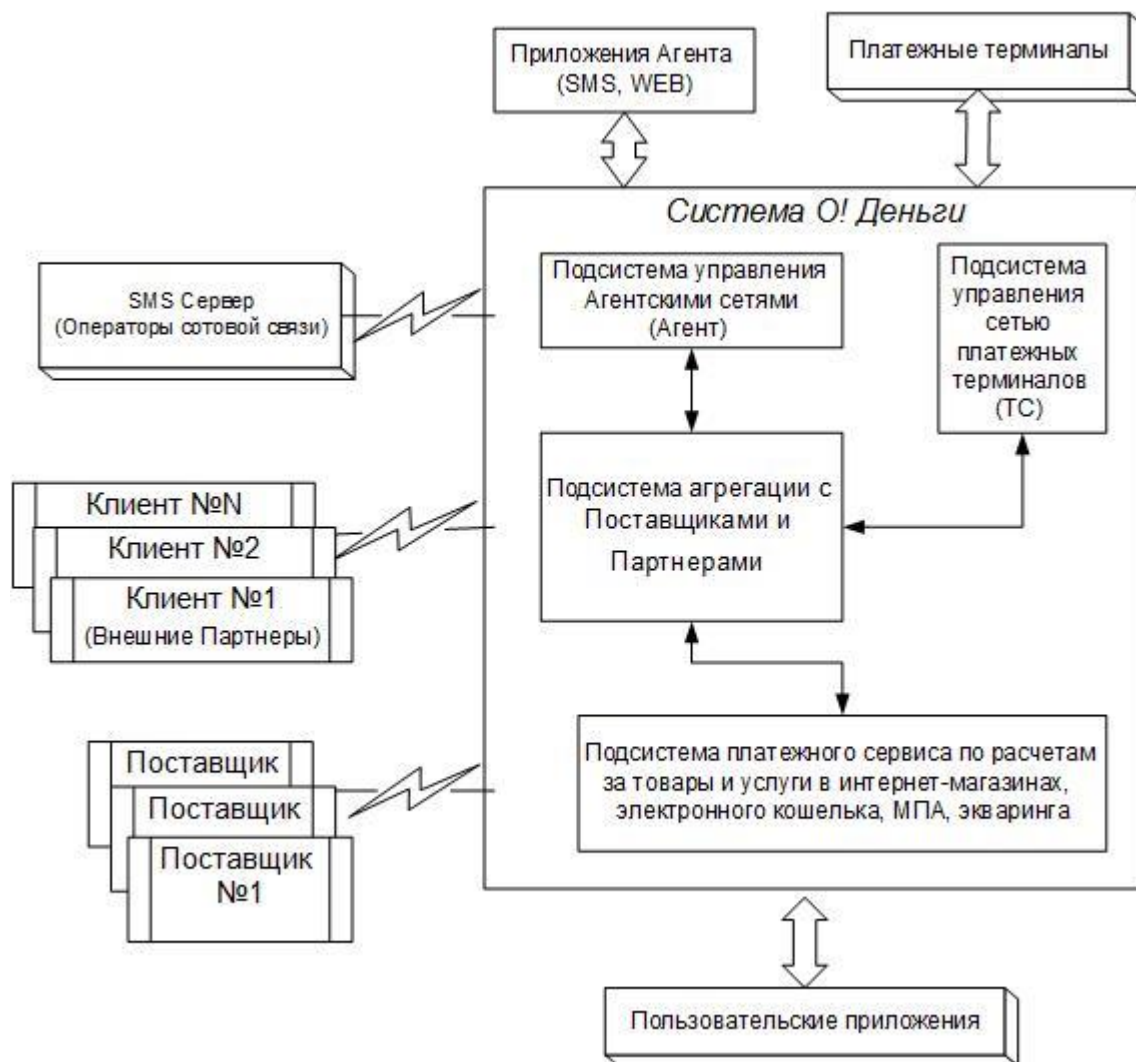 Приложения Агента
(SMS, WEB)
Платежные терминалы
Система О! Деньги
SMS Сервер
(Операторы сотовой связи)
Подсистема управления
Агентскими сетями
(Агент)
Подсистема
управления
сетью
платежных
терминалов
(ТС)
Клиент №N
Клиент №2
Клиент №1
(Внешние Партнеры)
Подсистема агрегации с
Поставщиками и
Партнерами
Поставщик
Поставщик
Поставщик
№1
Подсистема платежного сервиса по расчетам
за товары и услуги в интернет-магазинах,
электронного кошелька, МПА, экваринга
Пользовательские приложения